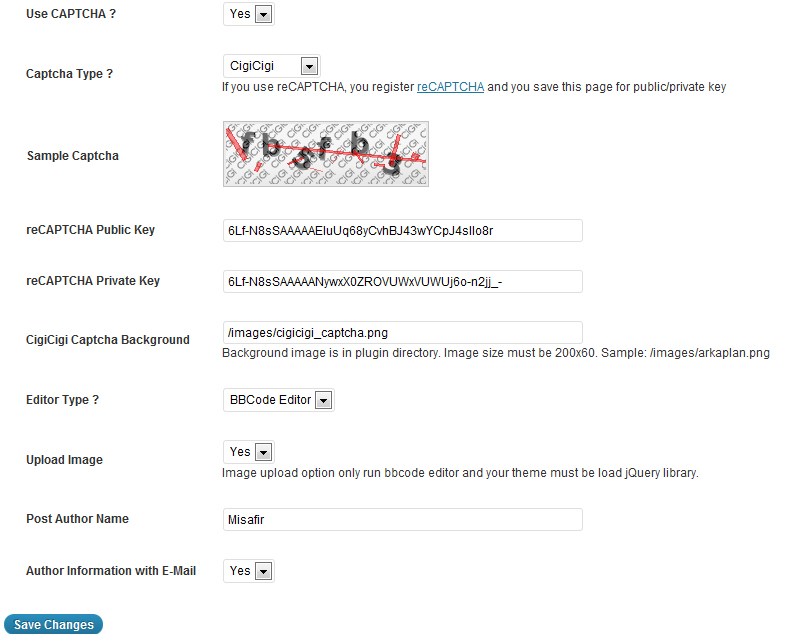 Use CAPTCHA ? Yes
Captcha Type ? CigiCigi
If you use reCAPTCHA, you register reCAPTCHA and you save this page for public/private key
Sample Captcha
reCAPTCHA Public Key 6Lf-N8sSAAAAAEluUq68yCvhBJ43wYCpJ4sIlo8r
reCAPTCHA Private Key 6Lf-N8sSAAAAANywxX0ZROVUWxVUWUj6o-n2jj_-
CigiCigi Captcha Background /images/cigicigi_captcha.png
Background image is in plugin directory. Image size must be 200x60. Sample: /images/arkaplan.png
Editor Type ? BBCode Editor
Upload Image Yes
Image upload option only run bbcode editor and your theme must be load jQuery library.
Post Author Name Misafir
Author Information with E-Mail Yes
Save Changes